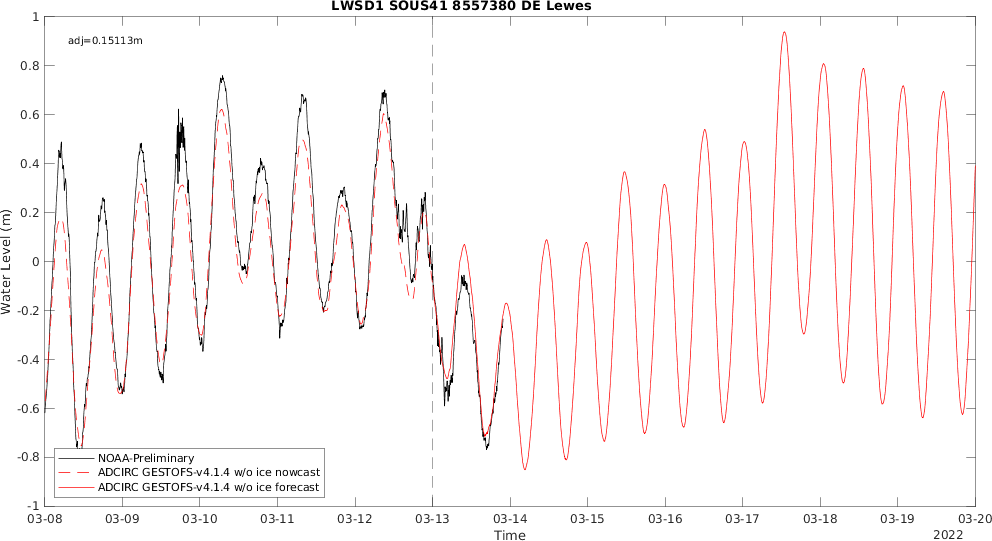 LWSD1 SOUS41 8557380 DE Lewes
adj=0.15113m
1
0.8
0.6
0.4
0.2
0
-0.2
-0.4
-0.6
-0.8
-1
Water Level (m)
NOAA-Preliminary
ADCIRC GESTOFS-v4.1.4 w/o ice nowcast
ADCIRC GESTOFS-v4.1.4 w/o ice forecast
03-08 03-09 03-10 03-11 03-12 03-13 03-14 03-15 03-16 03-17 03-18 03-19 03-20
Time
2022